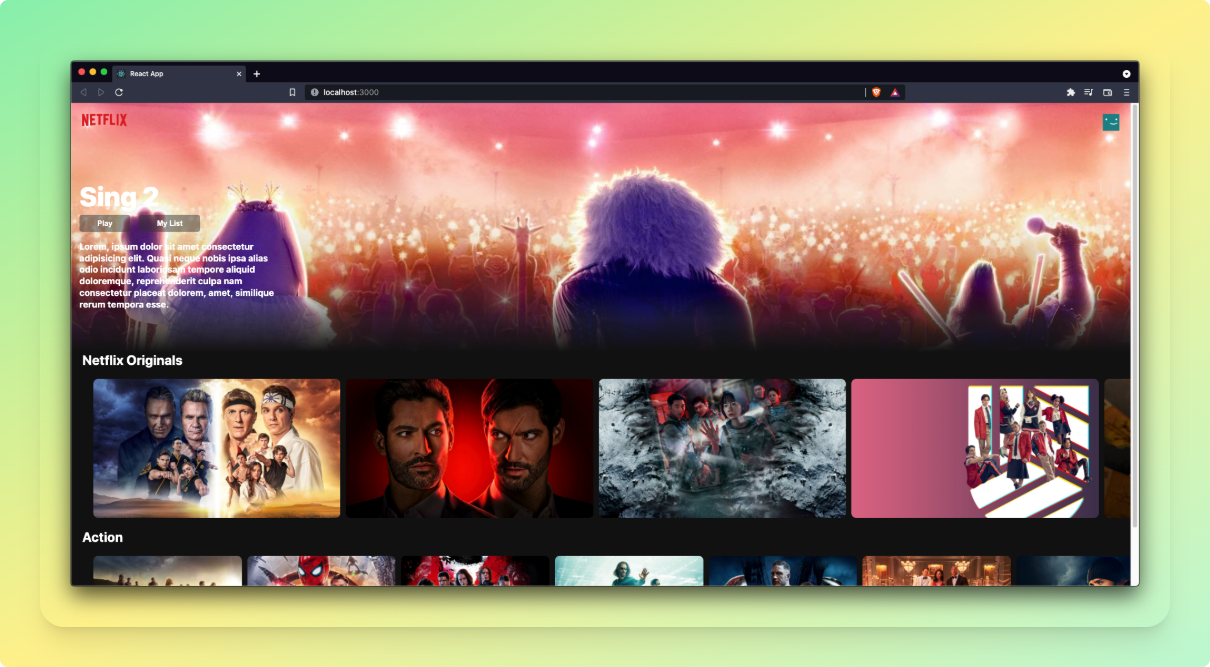 React App
localhost:3000
NETFLIX
Sing 2
Play My List
Lorem, ipsum dolor sit amet consectetur
adipisicing elit. Quasi neque nobis ipsa alias
odio incidunt laboriosam tempore aliquid
doloremque, reprehenderit culpa nam
consectetur placeat dolorem, amet, similique
rerum tempora esse.
Netflix Originals
Action